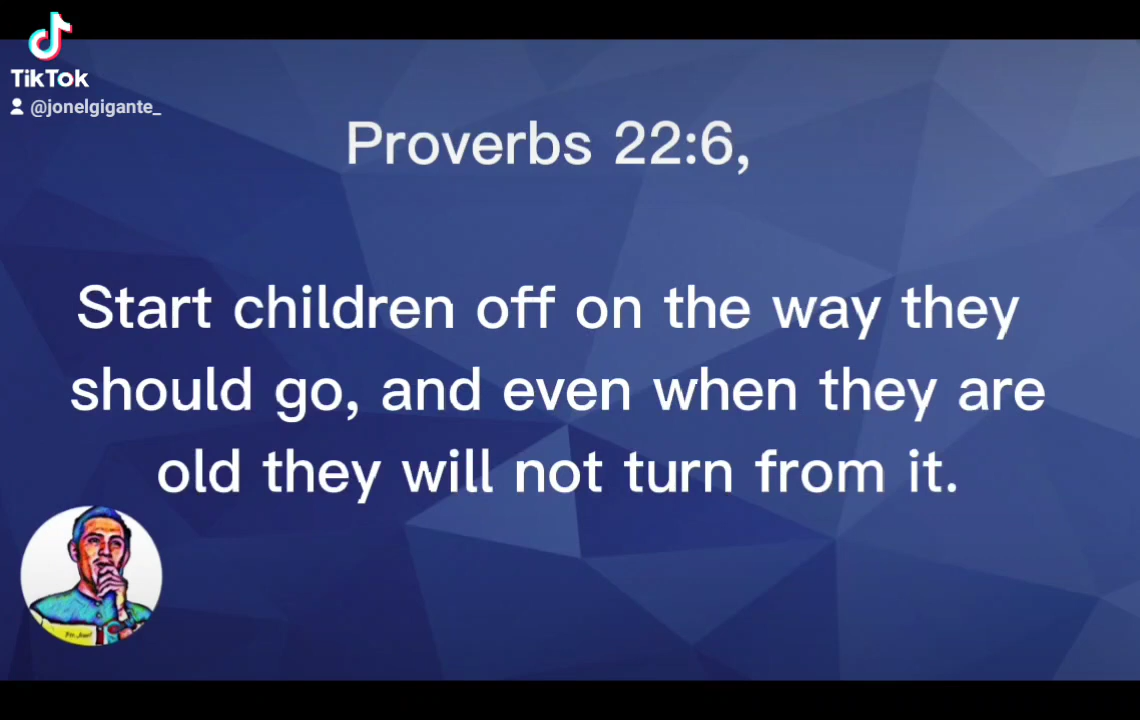 TikTok
@jonelgigante_
Proverbs 22:6,
Start children off on the way they
should go, and even when they are
old they will not turn from it.